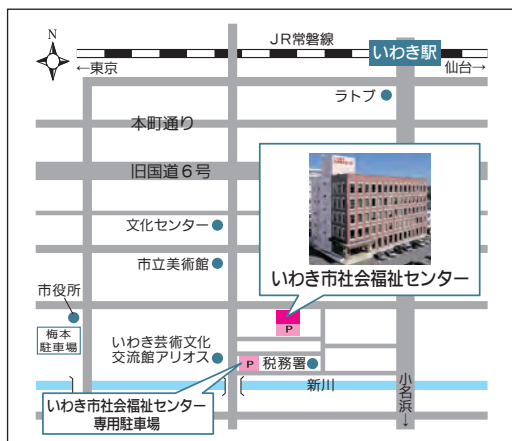 N
JR常磐線
いわき駅
←東京
仙台→
ラトブ
本町通り
旧国道6号
文化センター
市立美術館
いわき市社会福祉センター
市役所
梅本
駐車場
P
いわき芸術文化
交流館アリオス
P
税務署
新川
小名浜→
いわき市社会福祉センター
専用駐車場